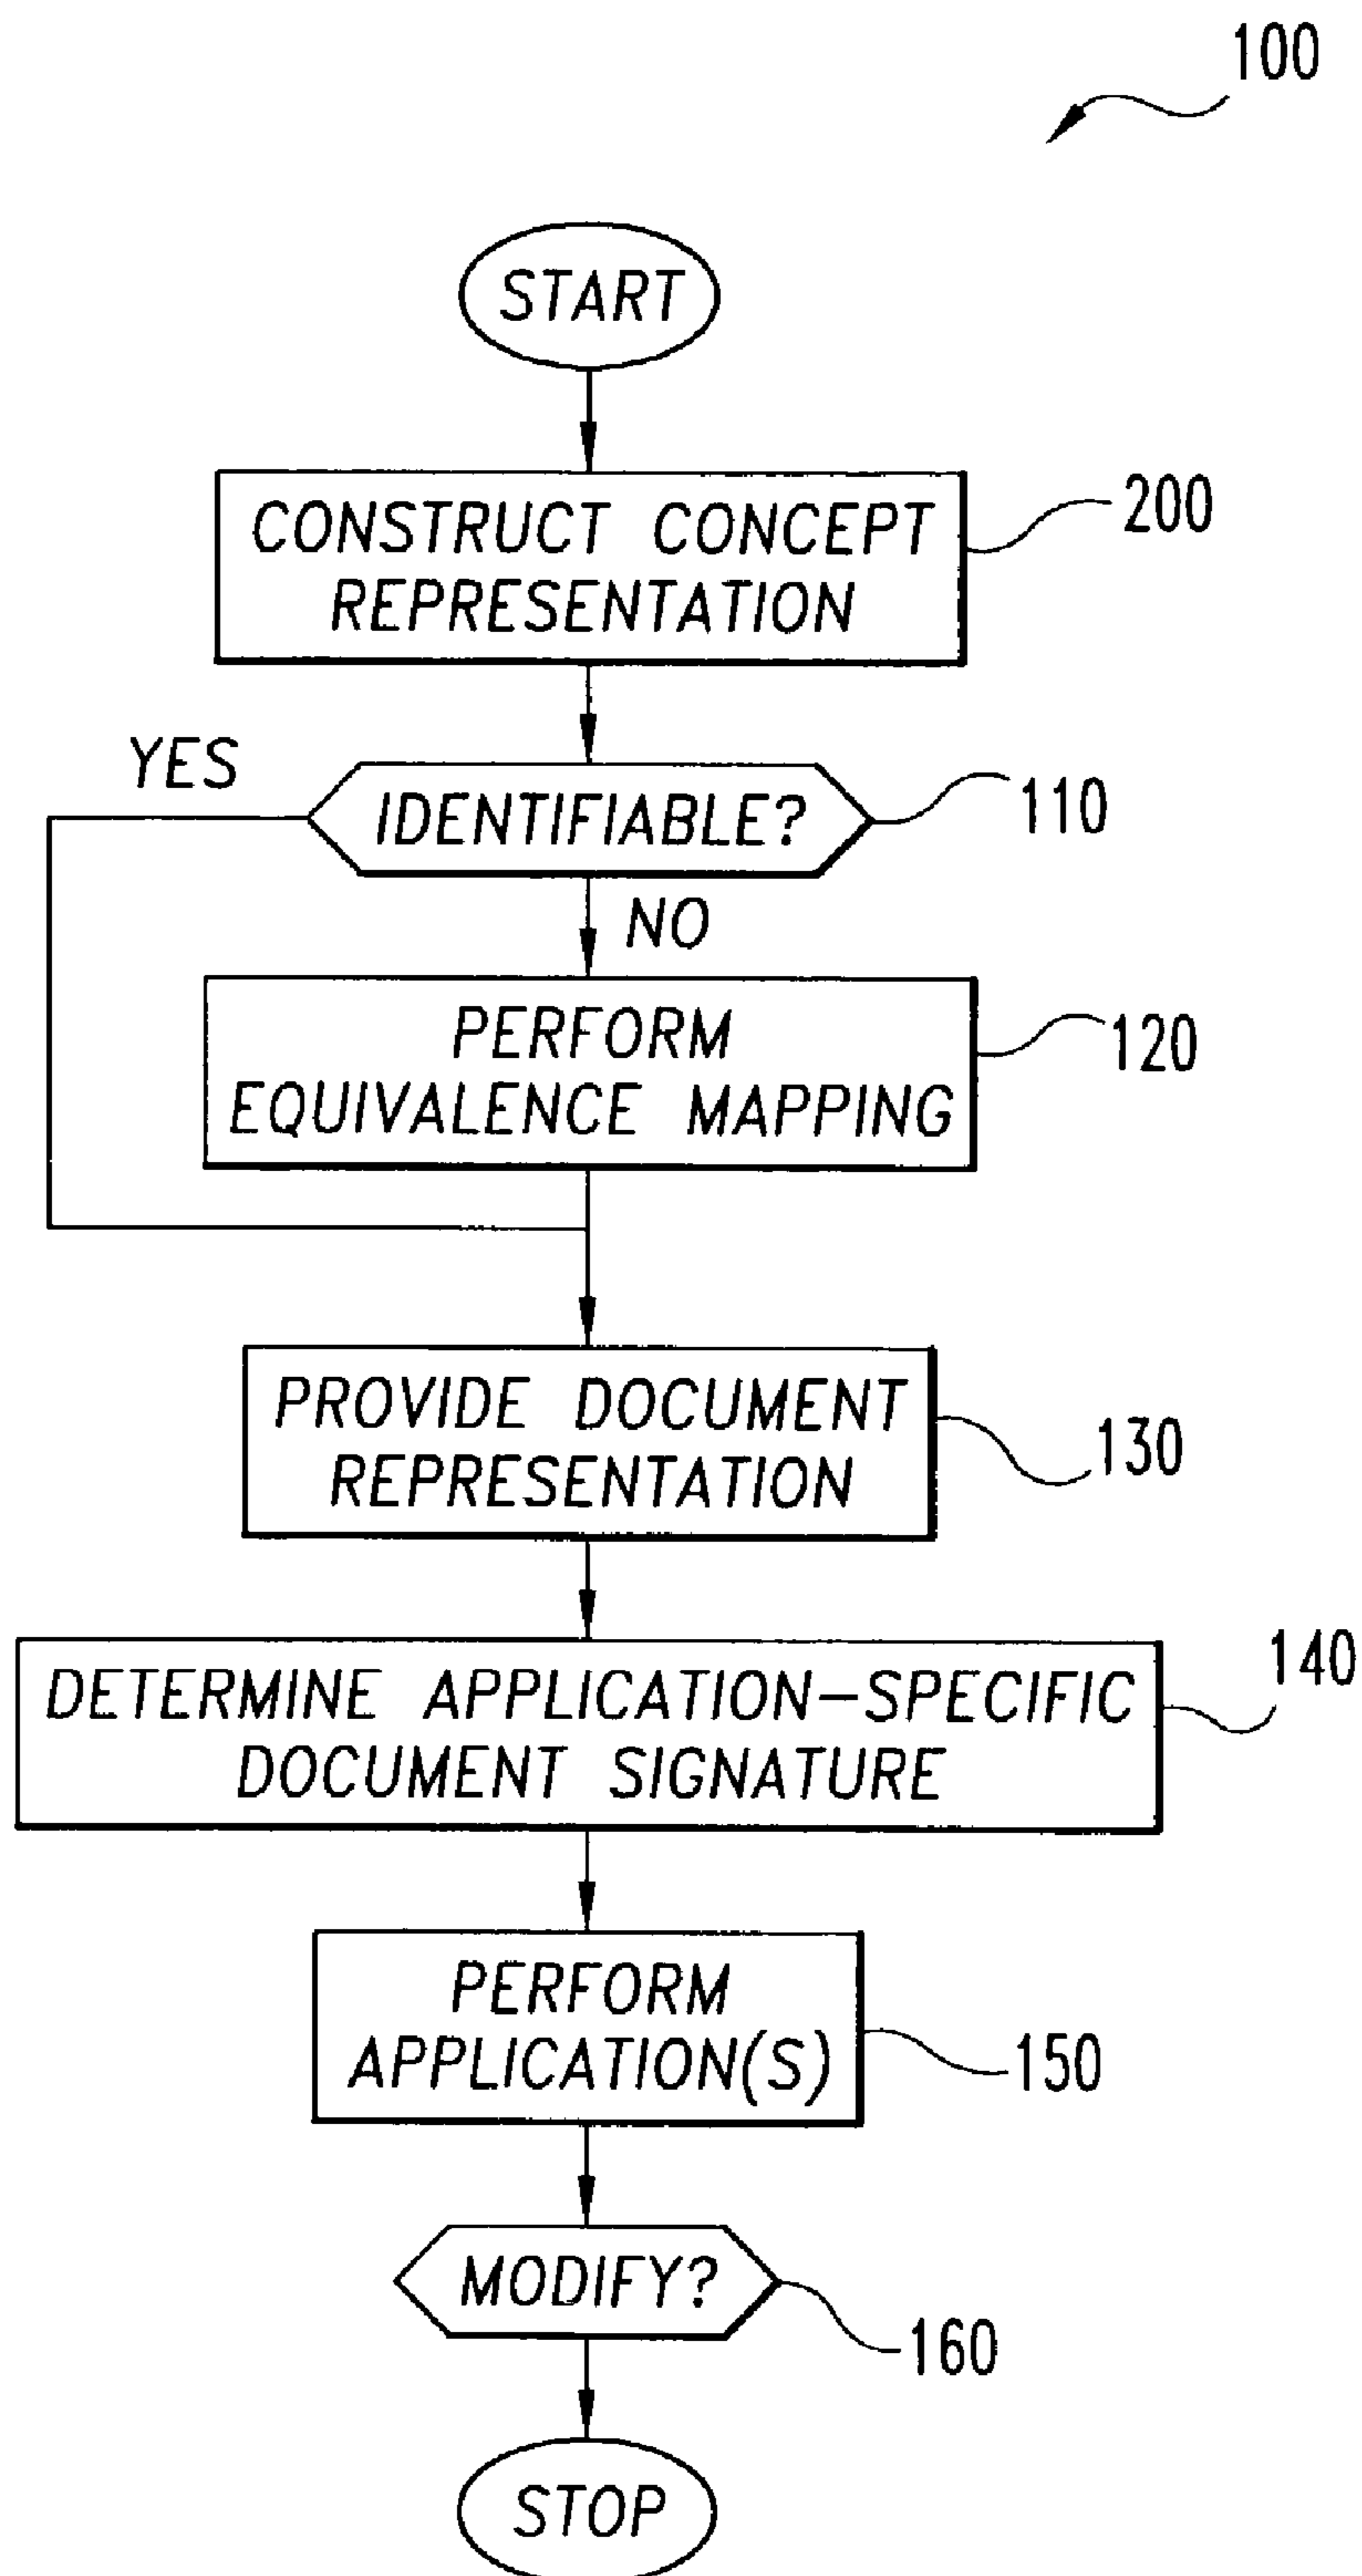 100
START
CONSTRUCT CONCEPT
REPRESENTATION
200
YES
IDENTIFIABLE?
110
NO
PERFORM
EQUIVALENCE MAPPING
120
PROVIDE DOCUMENT
REPRESENTATION
130
DETERMINE APPLICATION-SPECIFIC
DOCUMENT SIGNATURE
140
PERFORM
APPLICATION(S)
150
MODIFY?
160
STOP